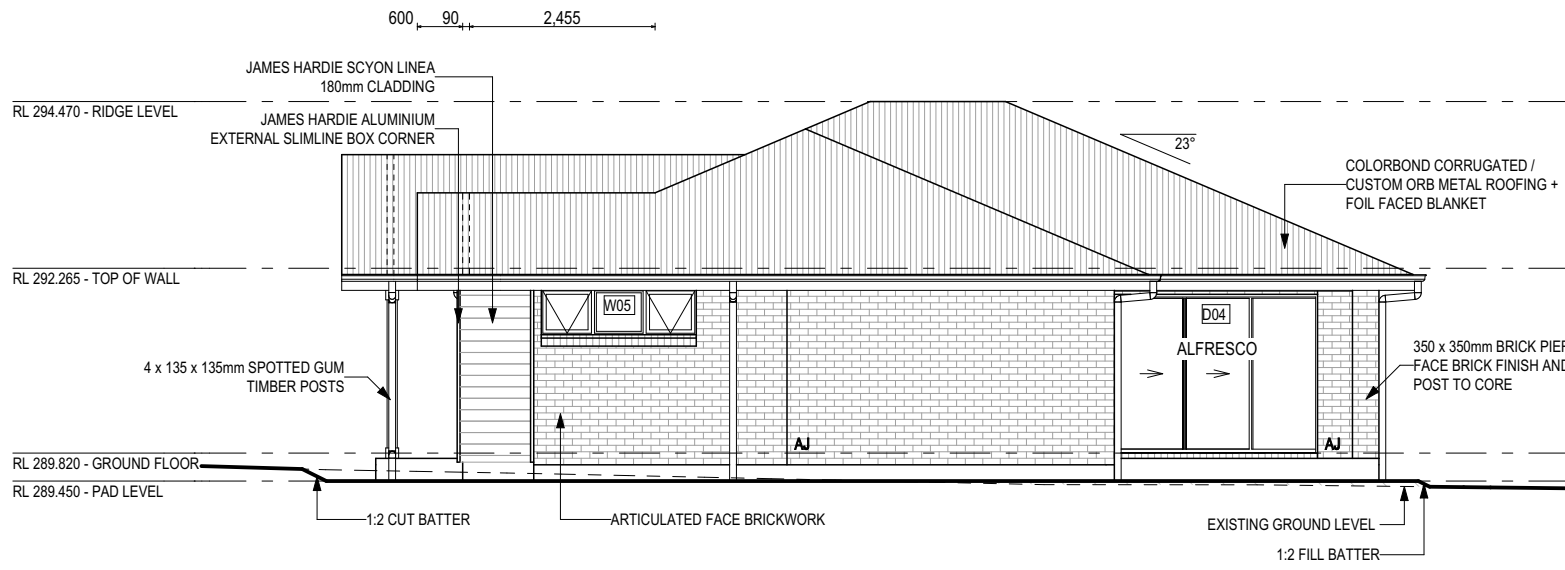 600 90 2,455
JAMES HARDIE SCYON LINEA
180mm CLADDING
RL 294.470 - RIDGE LEVEL
JAMES HARDIE ALUMINIUM
EXTERNAL SLIMLINE BOX CORNER
23°
COLORBOND CORRUGATED /
CUSTOM ORB METAL ROOFING +
FOIL FACED BLANKET
RL 292.265 - TOP OF WALL
W05
D04
ALFRESCO
4 x 135 x 135mm SPOTTED GUM
TIMBER POSTS
350 x 350mm BRICK PIER
FACE BRICK FINISH AND
POST TO CORE
AJ
AJ
RL 289.820 - GROUND FLOOR
RL 289.450 - PAD LEVEL
1:2 CUT BATTER
ARTICULATED FACE BRICKWORK
EXISTING GROUND LEVEL
1:2 FILL BATTER